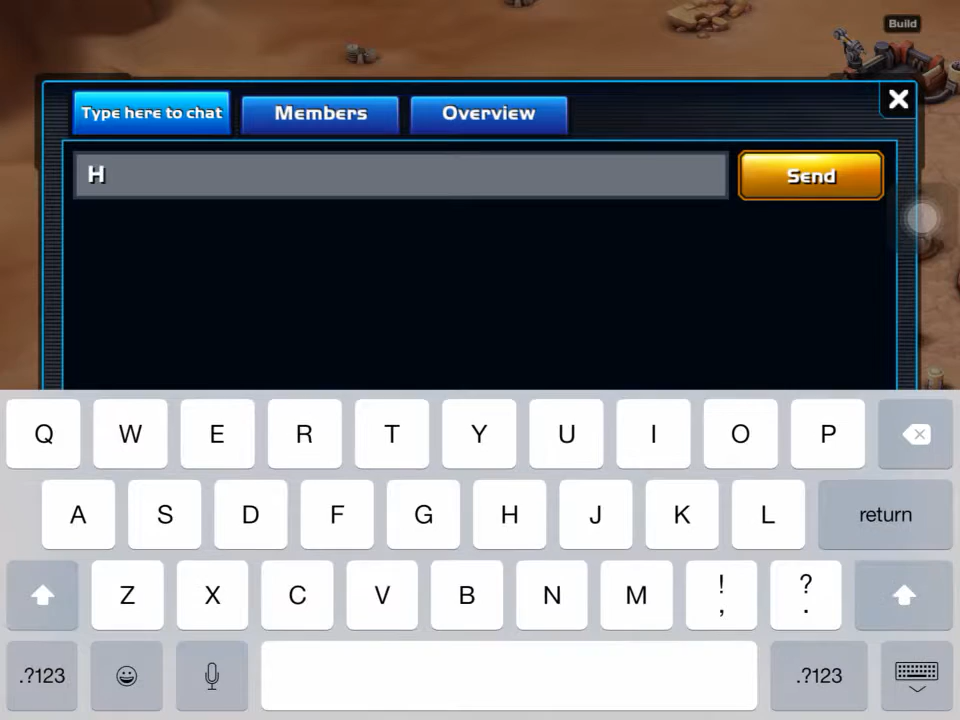 Build
Type here to chat
Members
Overview
H
Send
Q W E R T Y U I O P
A S D F G H J K L return
Z X C V B N M ! , ? .
.?123 .?123